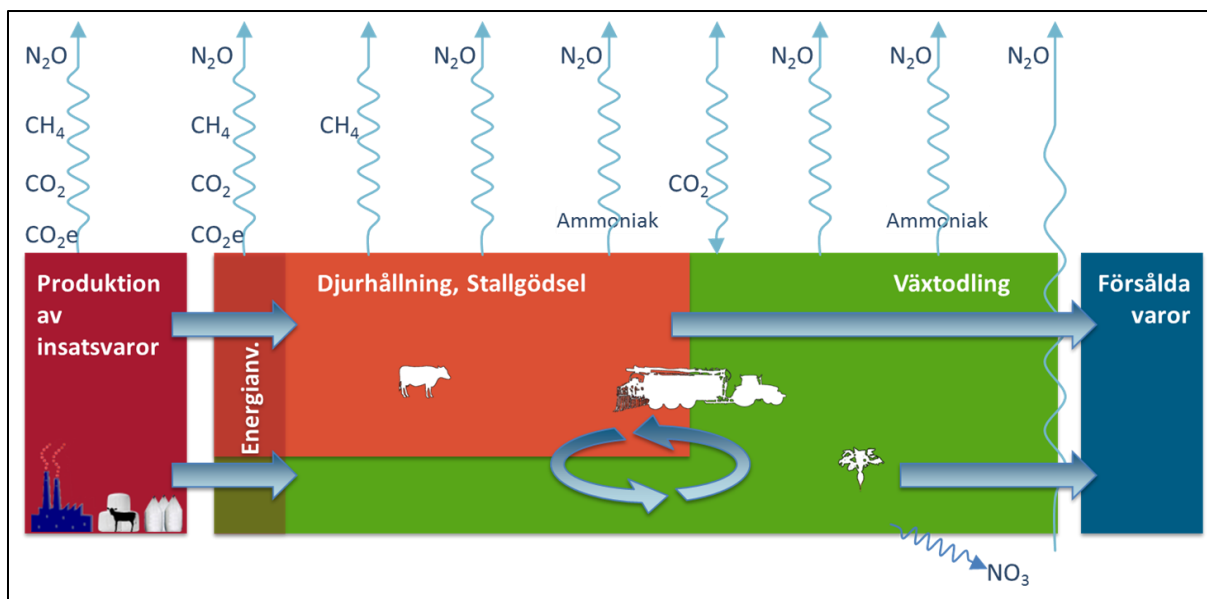 N₂O N₂O N₂O N₂O N₂O N₂O N₂O
CH₄ CH₄ CH₄
CO₂ CO₂ CO₂
Ammoniak Ammoniak
CO₂e CO₂e
Produktion
av
insatsvaror
Energianv.
Djurhållning, Stallgödsel
Växtodling
Försålda
varor
NO₃